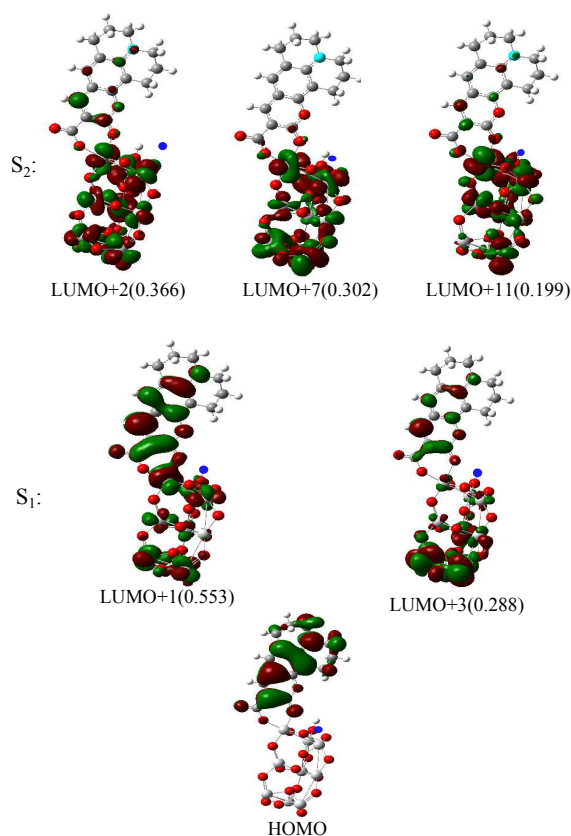 S₂:
LUMO+2(0.366) LUMO+7(0.302) LUMO+11(0.199)
S₁:
LUMO+1(0.553) LUMO+3(0.288)
HOMO